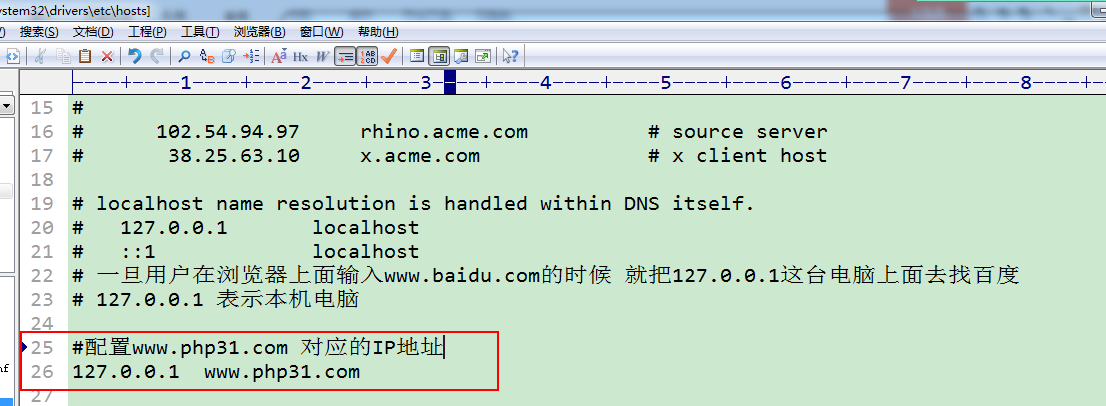 ystem32\drivers\etc\hosts]
搜索(S) 文档(D) 工程(P) 工具(T) 浏览器(B) 窗口(W) 帮助(H)
----+----1----+----2----+----3----+----4----+----5----+----6----+----7----+----8----+-
15 #
16 # 102.54.94.97 rhino.acme.com # source server
17 # 38.25.63.10 x.acme.com # x client host
18
19 # localhost name resolution is handled within DNS itself.
20 # 127.0.0.1 localhost
21 # ::1 localhost
22 # 一旦用户在浏览器上面输入www.baidu.com的时候 就把127.0.0.1这台电脑上面去找百度
23 # 127.0.0.1 表示本机电脑
24
25 #配置www.php31.com 对应的IP地址
26 127.0.0.1 www.php31.com
27